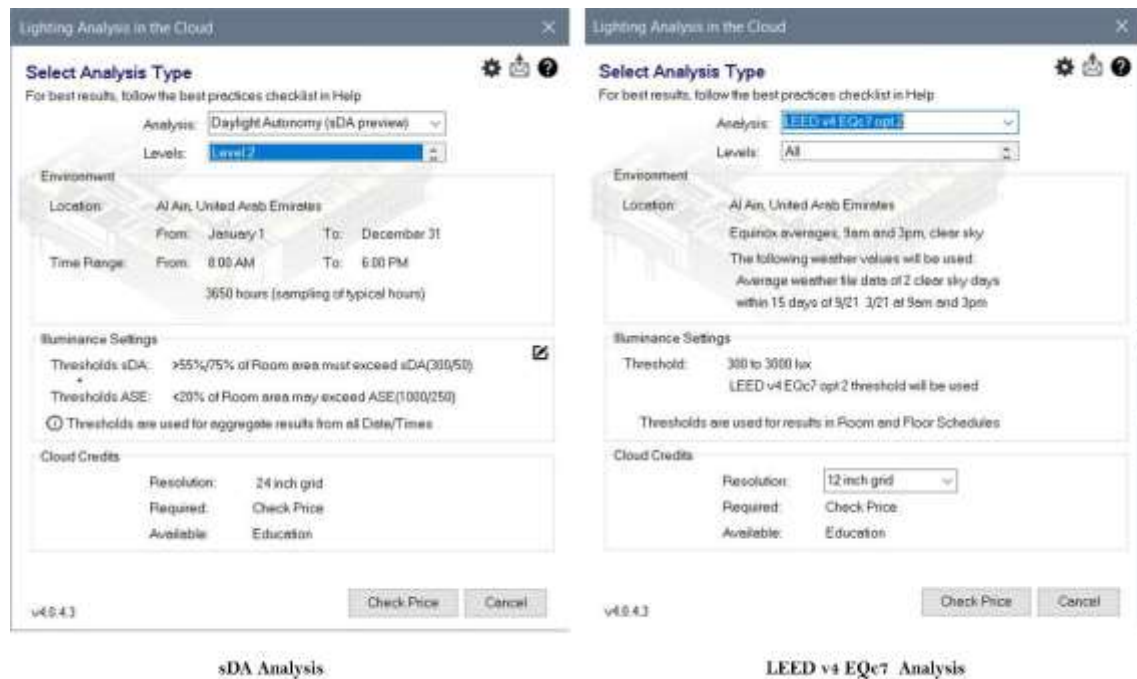 Lighting Analysis in the Cloud
Select Analysis Type
For best results, follow the best practices checklist in Help
Analysis: Daylight Autonomy (sDA preview)
Levels: Level 2
Environment
Location: Al Ain, United Arab Emirates
From: January 1 To: December 31
Time Range: From: 8:00 AM To: 6:00 PM
3650 hours (sampling of typical hours)
Illuminance Settings
Thresholds sDA: >55%/75% of Room area must exceed sDA(300/50)
+
Thresholds ASE: <20% of Room area may exceed ASE(1000/250)
Thresholds are used for aggregate results from all Date/Times
Cloud Credits
Resolution: 24 inch grid
Required: Check Price
Available: Education
v4.0.4.3
Check Price Cancel
sDA Analysis
Lighting Analysis in the Cloud
Select Analysis Type
For best results, follow the best practices checklist in Help
Analysis: LEED v4 EQc7 opt 2
Levels: All
Environment
Location: Al Ain, United Arab Emirates
Equinox averages, 9am and 3pm, clear sky
The following weather values will be used:
Average weather file data of 2 clear sky days
within 15 days of 9/21 3/21 at 9am and 3pm
Illuminance Settings
Threshold: 300 to 3000 lux
LEED v4 EQc7 opt 2 threshold will be used
Thresholds are used for results in Room and Floor Schedules
Cloud Credits
Resolution: 12 inch grid
Required: Check Price
Available: Education
v4.0.4.3
Check Price Cancel
LEED v4 EQc7 Analysis